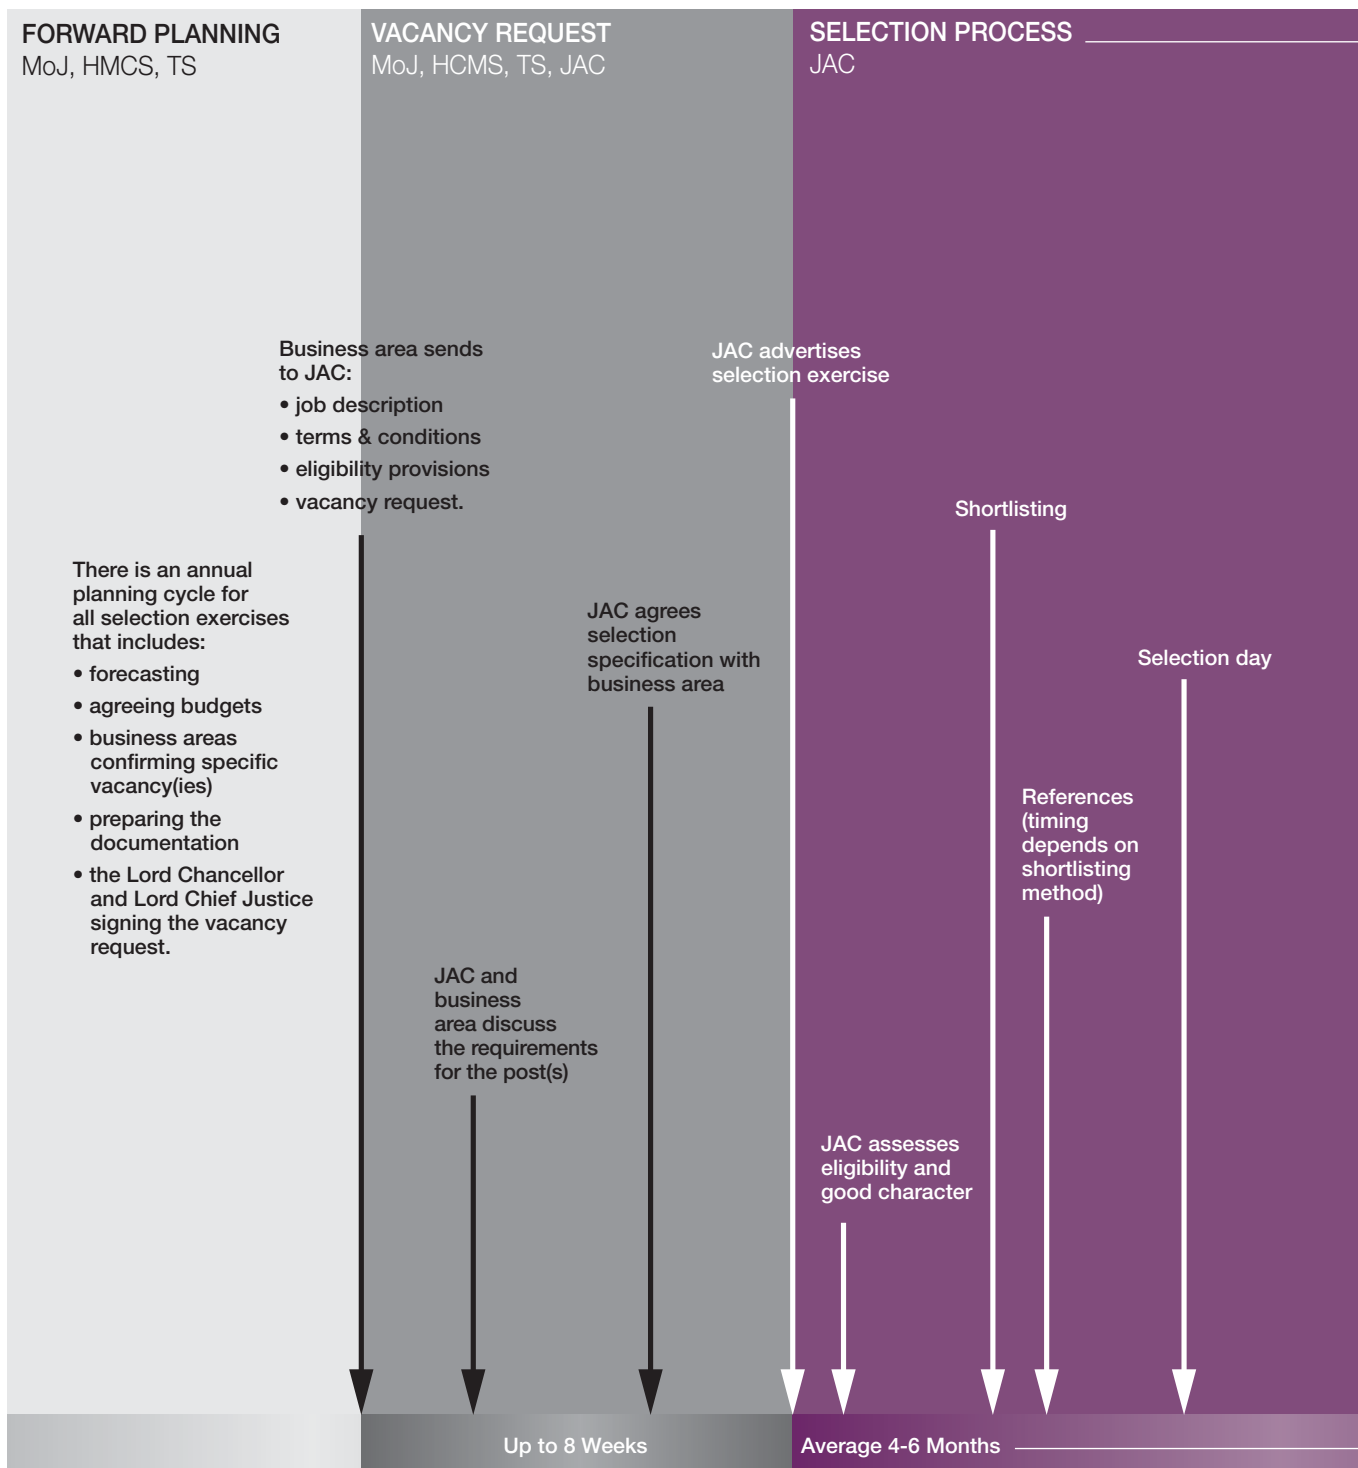 FORWARD PLANNING
MoJ, HMCS, TS
VACANCY REQUEST
MoJ, HCMS, TS, JAC
SELECTION PROCESS
JAC
Business area sends
to JAC:
• job description
• terms & conditions
• eligibility provisions
• vacancy request.
There is an annual
planning cycle for
all selection exercises
that includes:
• forecasting
• agreeing budgets
• business areas
confirming specific
vacancy(ies)
• preparing the
documentation
• the Lord Chancellor
and Lord Chief Justice
signing the vacancy
request.
JAC and
business
area discuss
the requirements
for the post(s)
JAC agrees
selection
specification with
business area
JAC advertises
selection exercise
JAC assesses
eligibility and
good character
Shortlisting
References
(timing
depends on
shortlisting
method)
Selection day
Up to 8 Weeks
Average 4-6 Months